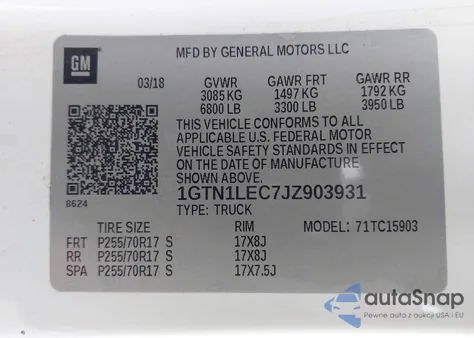 GM
MFD BY GENERAL MOTORS LLC
03/18 GVWR GAWR FRT GAWR RR
3085 KG 1497 KG 1792 KG
6800 LB 3300 LB 3950 LB
THIS VEHICLE CONFORMS TO ALL
APPLICABLE U.S. FEDERAL MOTOR
VEHICLE SAFETY STANDARDS IN EFFECT
ON THE DATE OF MANUFACTURE
SHOWN ABOVE.
1GTN1LEC7JZ903931
8624
TYPE: TRUCK
TIRE SIZE RIM MODEL: 71TC15903
FRT P255/70R17 S 17X8J
RR P255/70R17 S 17X8J
SPA P255/70R17 S 17X7.5J
autoSnap
Pewne auta z aukcji USA i EU